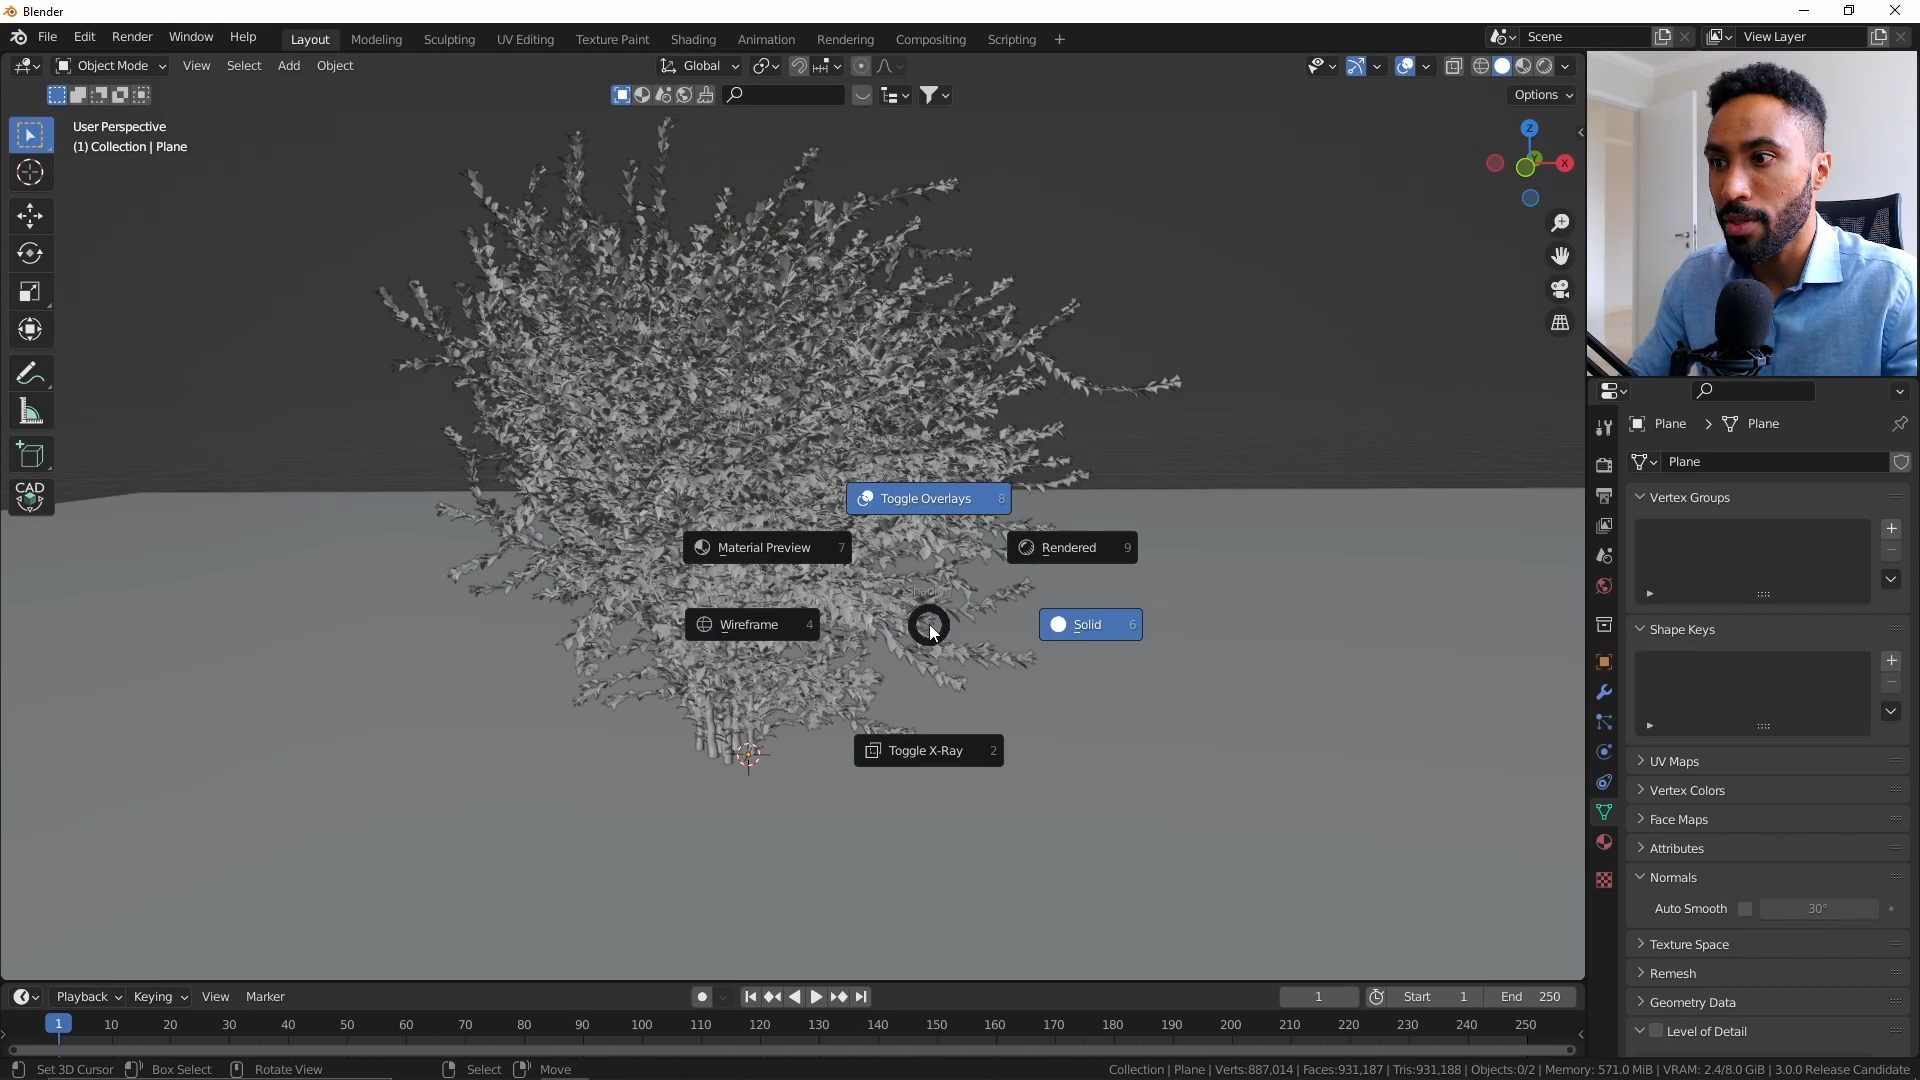 Blender
File Edit Render Window Help
Layout Modeling Sculpting UV Editing Texture Paint Shading Animation Rendering Compositing Scripting +
Scene
View Layer
Object Mode View Select Add Object
Global
Options
User Perspective
(1) Collection | Plane
Z
X
CAD
Toggle Overlays 8
Material Preview 7
Rendered 9
Shading
Wireframe 4
Solid 6
Toggle X-Ray 2
Plane > Plane
Plane
Vertex Groups
Shape Keys
UV Maps
Vertex Colors
Face Maps
Attributes
Normals
Auto Smooth 30°
Texture Space
Remesh
Geometry Data
Level of Detail
Playback Keying View Marker
1 Start 1 End 250
1 10 20 30 40 50 60 70 80 90 100 110 120 130 140 150 160 170 180 190 200 210 220 230 240 250
Set 3D Cursor Box Select Rotate View Select Move
Collection | Plane | Verts:887,014 | Faces:931,187 | Tris:931,188 | Objects:0/2 | Memory: 571.0 MiB | VRAM: 2.4/8.0 GiB | 3.0.0 Release Candidate